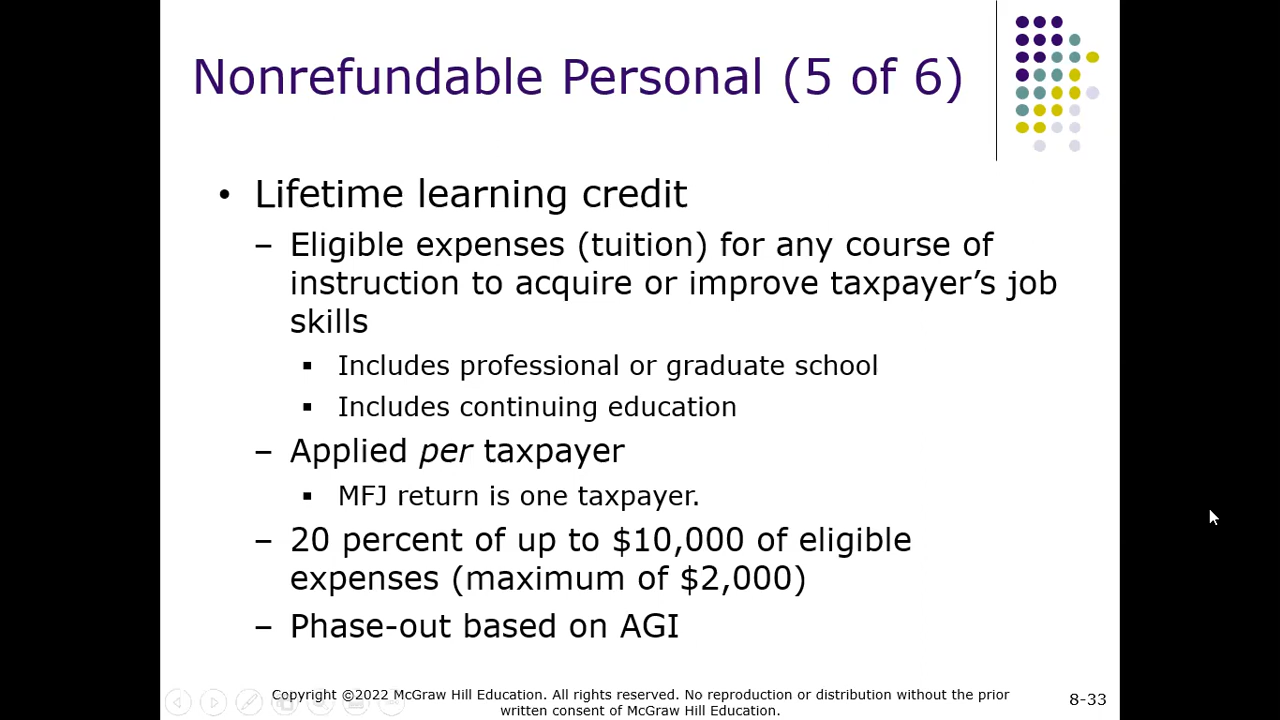 Nonrefundable Personal (5 of 6)
• Lifetime learning credit
– Eligible expenses (tuition) for any course of
instruction to acquire or improve taxpayer’s job
skills
▪ Includes professional or graduate school
▪ Includes continuing education
– Applied per taxpayer
▪ MFJ return is one taxpayer.
– 20 percent of up to $10,000 of eligible
expenses (maximum of $2,000)
– Phase-out based on AGI
Copyright ©2022 McGraw Hill Education. All rights reserved. No reproduction or distribution without the prior
written consent of McGraw Hill Education.
8-33